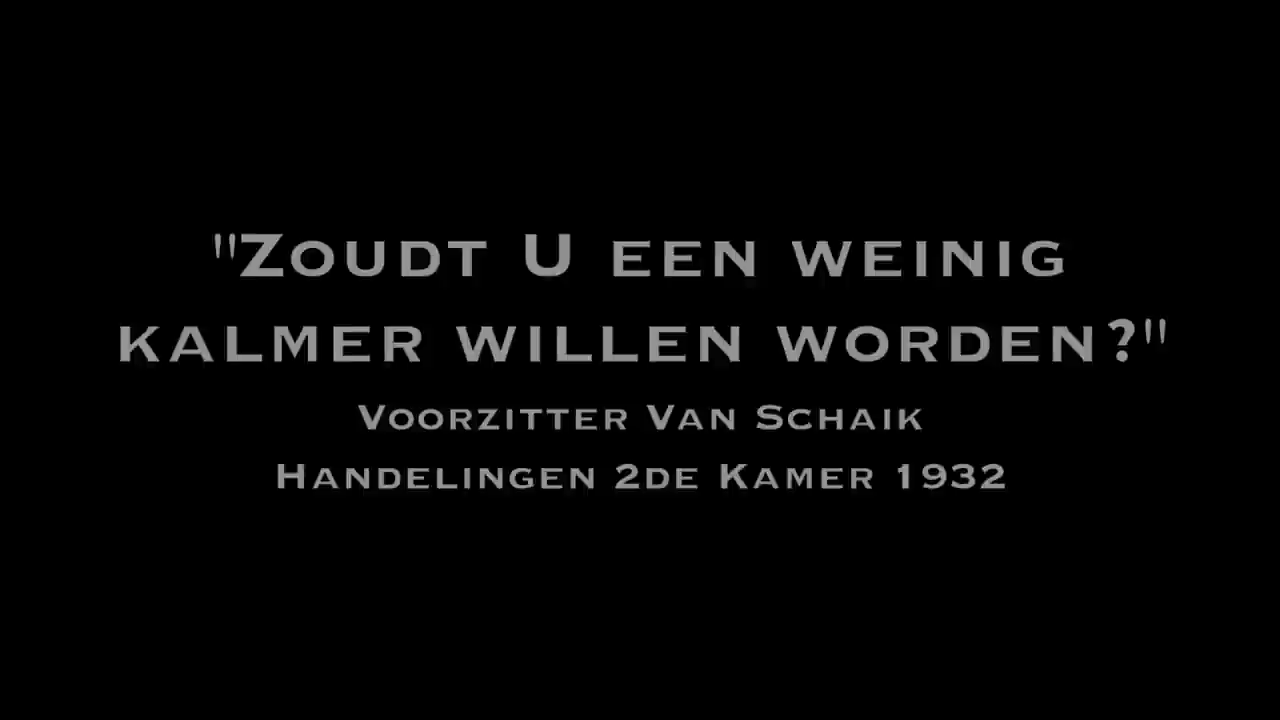 "Zoudt U een weinig
kalmer willen worden?"
Voorzitter Van Schaik
Handelingen 2de Kamer 1932